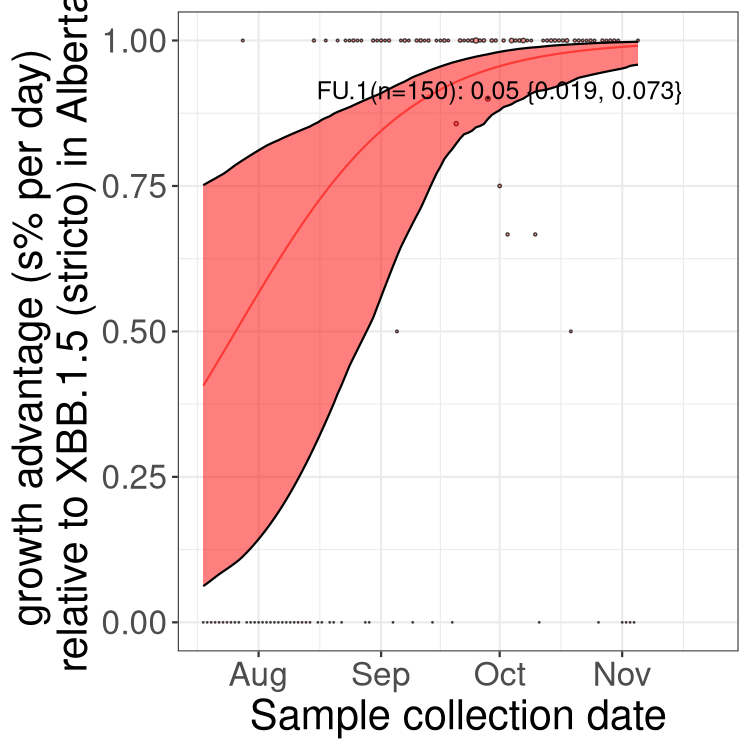 growth advantage (s% per day)
relative to XBB.1.5 (stricto) in Alberta
1.00
0.75
0.50
0.25
0.00
FU.1(n=150): 0.05 {0.019, 0.073}
Aug Sep Oct Nov
Sample collection date